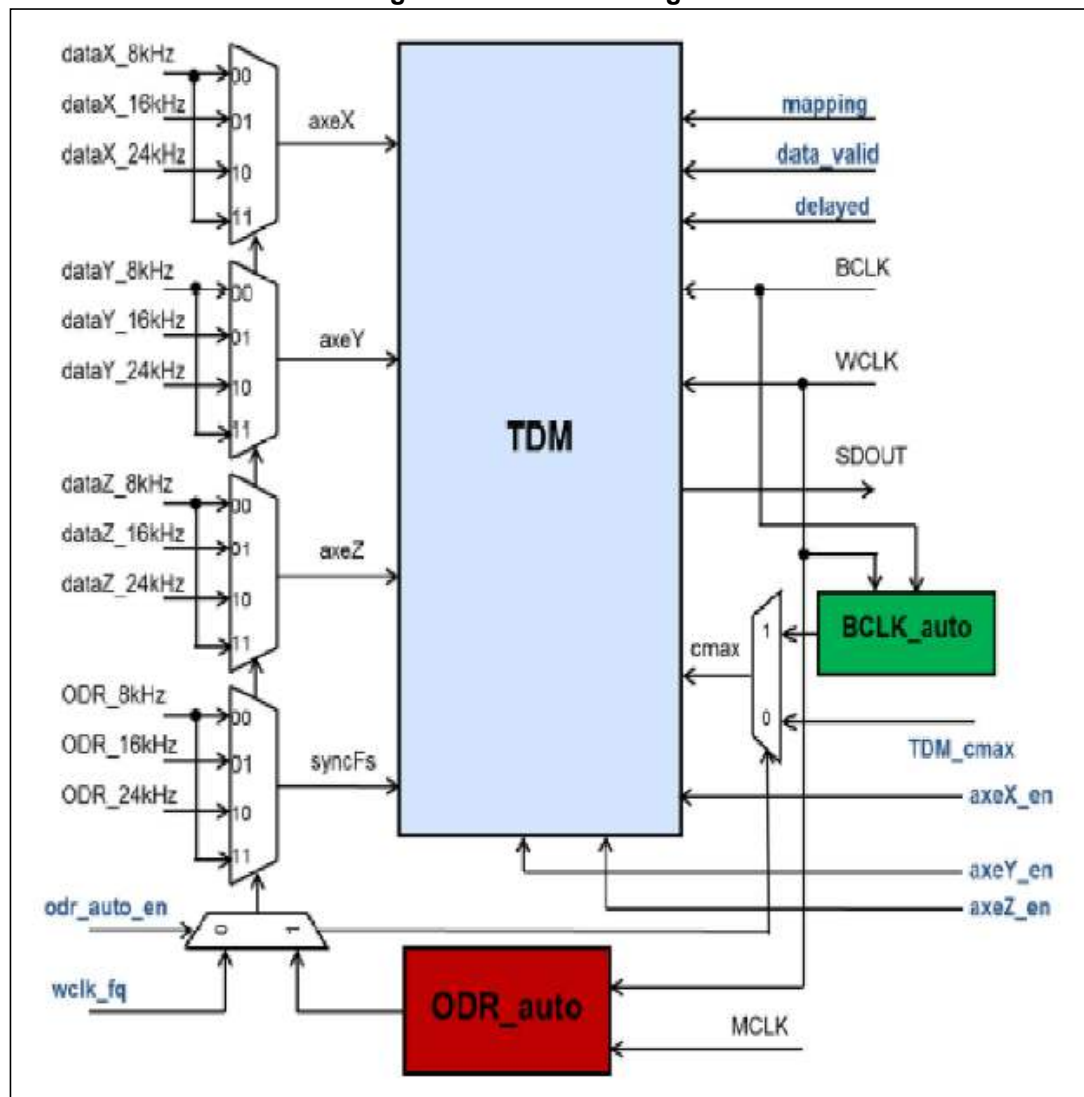 dataX_8kHz
00
dataX_16kHz
01
dataX_24kHz
10
11
axeX
dataY_8kHz
00
dataY_16kHz
01
dataY_24kHz
10
11
axeY
dataZ_8kHz
00
dataZ_16kHz
01
dataZ_24kHz
10
11
axeZ
ODR_8kHz
00
ODR_16kHz
01
ODR_24kHz
10
11
syncFs
TDM
mapping
data_valid
delayed
BCLK
WCLK
SDOUT
BCLK_auto
cmax
1
0
TDM_cmax
axeX_en
axeY_en
axeZ_en
odr_auto_en
0 1
wclk_fq
ODR_auto
MCLK